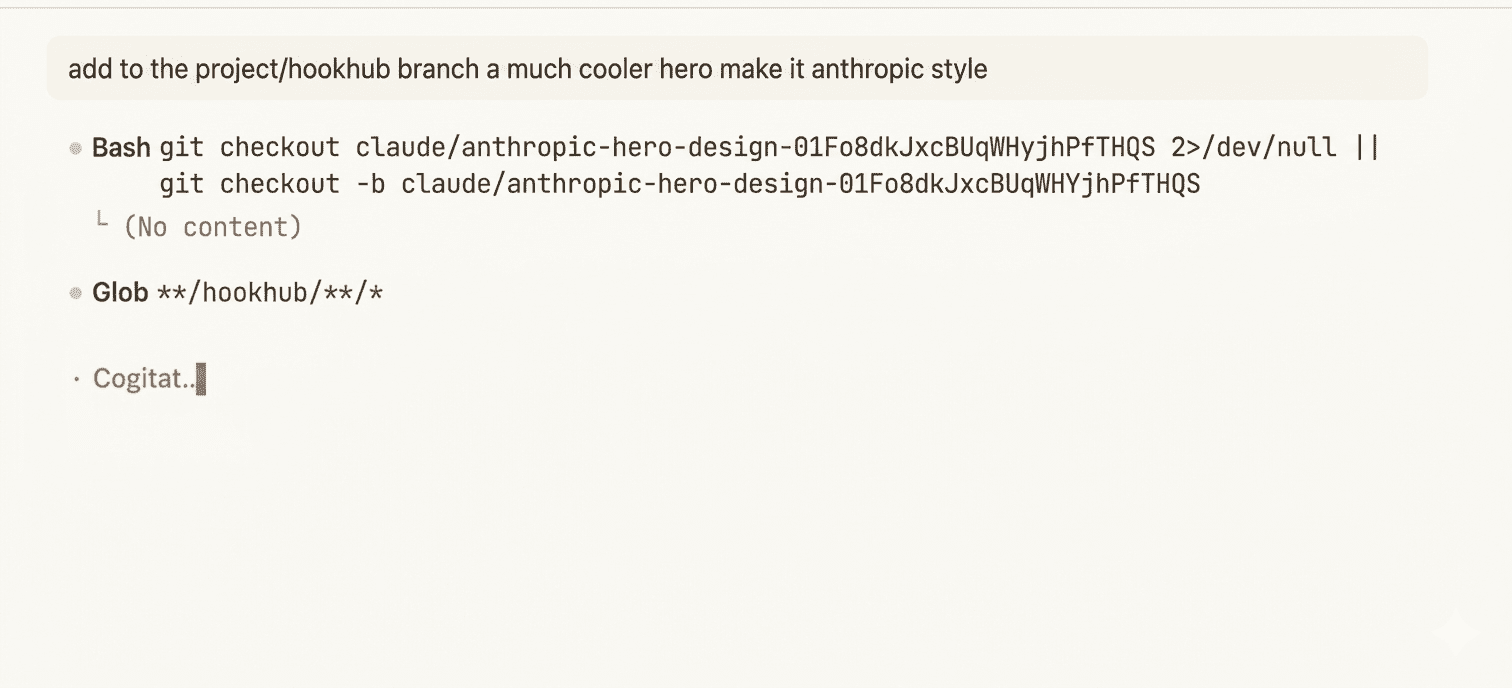 add to the project/hookhub branch a much cooler hero make it anthropic style
Bash git checkout claude/anthropic-hero-design-01Fo8dkJxcBUqWHyjhPfTHQS 2>/dev/null ||
git checkout -b claude/anthropic-hero-design-01Fo8dkJxcBUqWHYjhPfTHQS
└ (No content)
Glob **/hookhub/**/*
· Cogitat..